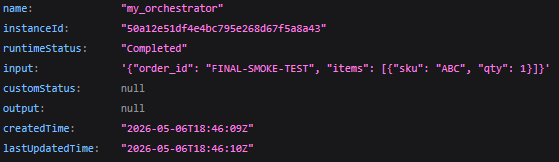 name: "my_orchestrator"
instanceId: "50a12e51df4e4bc795e268d67f5a8a43"
runtimeStatus: "Completed"
input: '{"order_id": "FINAL-SMOKE-TEST", "items": [{"sku": "ABC", "qty": 1}]}'
customStatus: null
output: null
createdTime: "2026-05-06T18:46:09Z"
lastUpdatedTime: "2026-05-06T18:46:10Z"